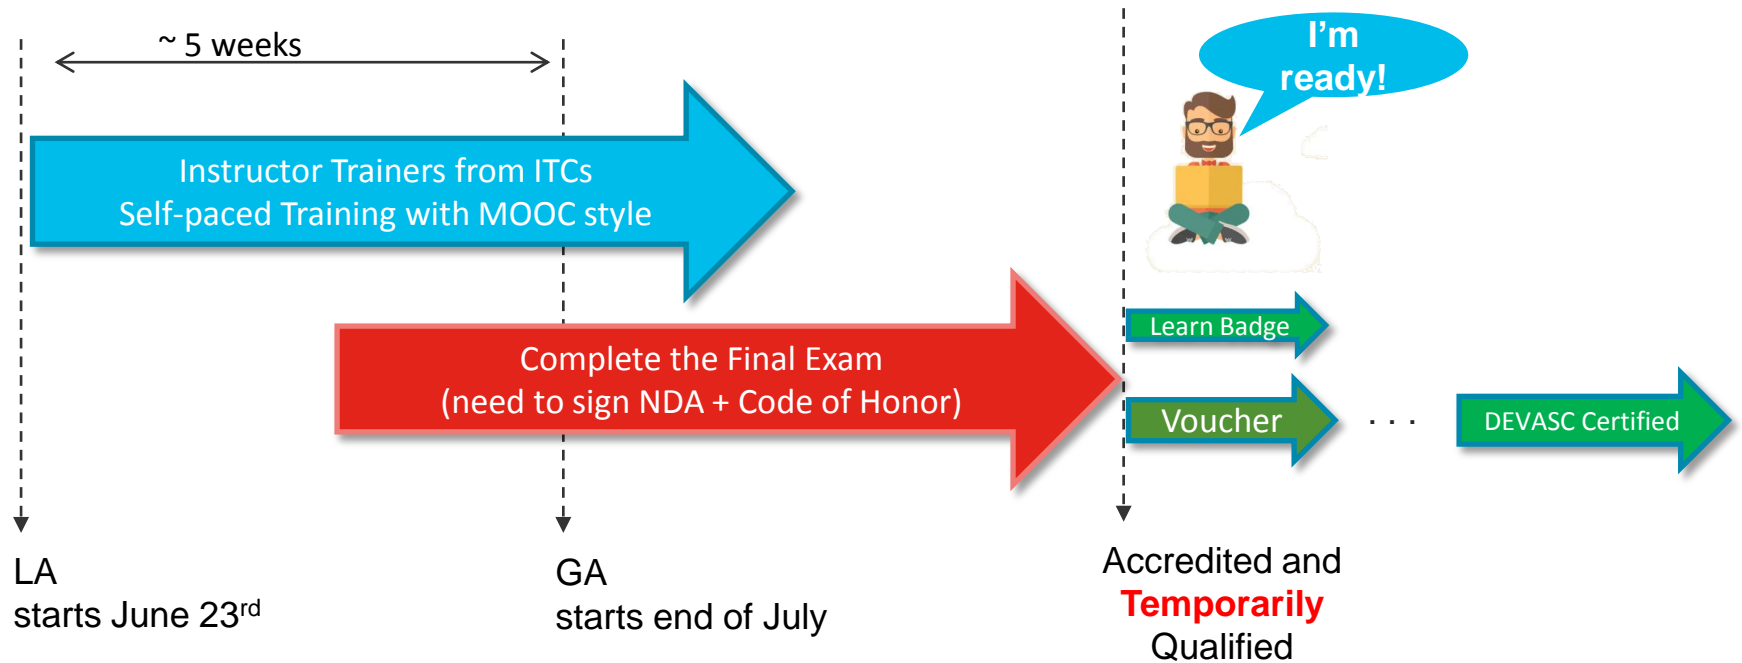 ~ 5 weeks
I’m
ready!
Instructor Trainers from ITCs
Self-paced Training with MOOC style
Learn Badge
Complete the Final Exam
(need to sign NDA + Code of Honor)
Voucher
. . .
DEVASC Certified
LA
starts June 23rd
GA
starts end of July
Accredited and
Temporarily
Qualified